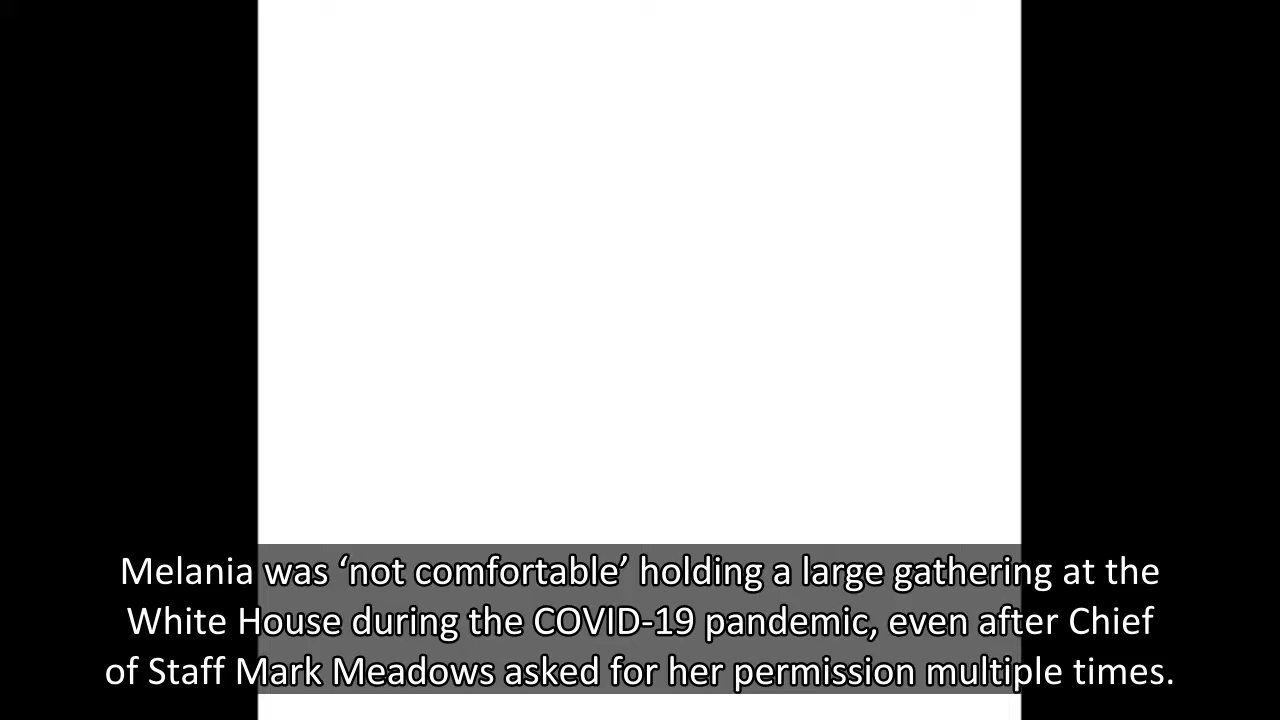 Melania was ‘not comfortable’ holding a large gathering at the
White House during the COVID-19 pandemic, even after Chief
of Staff Mark Meadows asked for her permission multiple times.